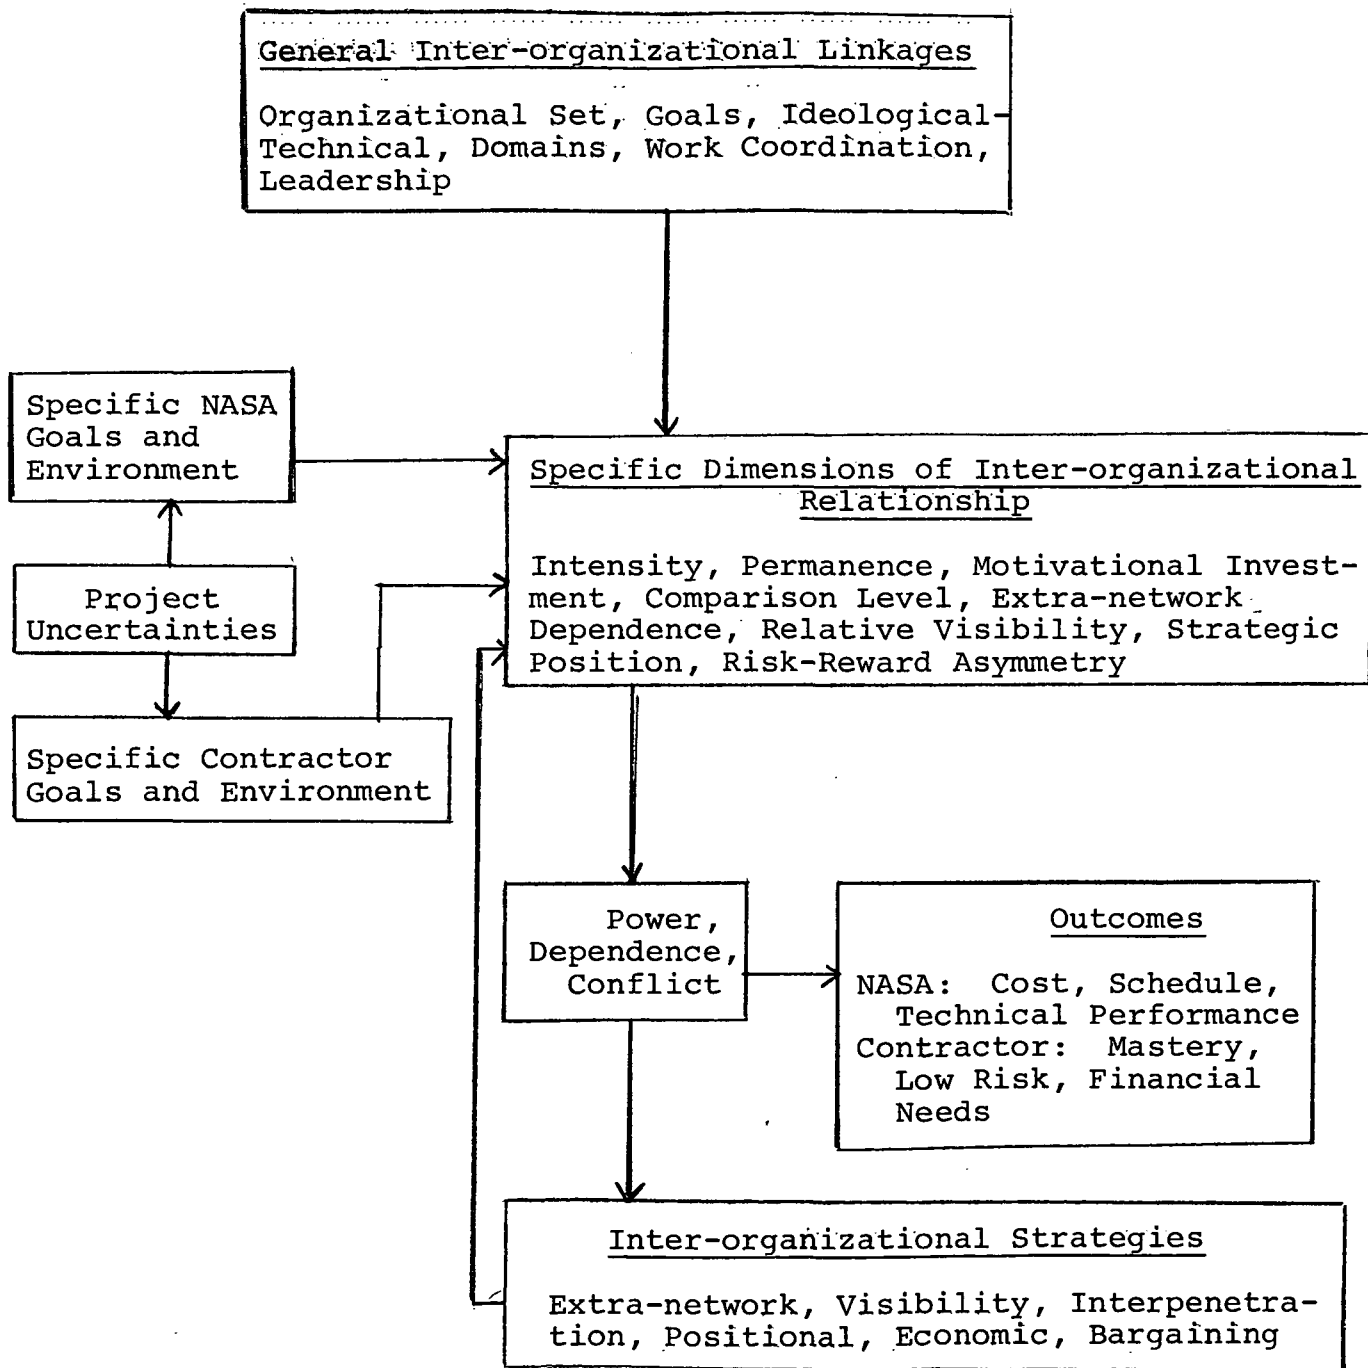 General Inter-organizational Linkages
Organizational Set, Goals, Ideological-
Technical, Domains, Work Coordination,
Leadership
Specific NASA
Goals and
Environment
Project
Uncertainties
Specific Contractor
Goals and Environment
Specific Dimensions of Inter-organizational
Relationship
Intensity, Permanence, Motivational Invest-
ment, Comparison Level, Extra-network
Dependence, Relative Visibility, Strategic
Position, Risk-Reward Asymmetry
Power,
Dependence,
Conflict
Outcomes
NASA: Cost, Schedule,
Technical Performance
Contractor: Mastery,
Low Risk, Financial
Needs
Inter-organizational Strategies
Extra-network, Visibility, Interpenetra-
tion, Positional, Economic, Bargaining